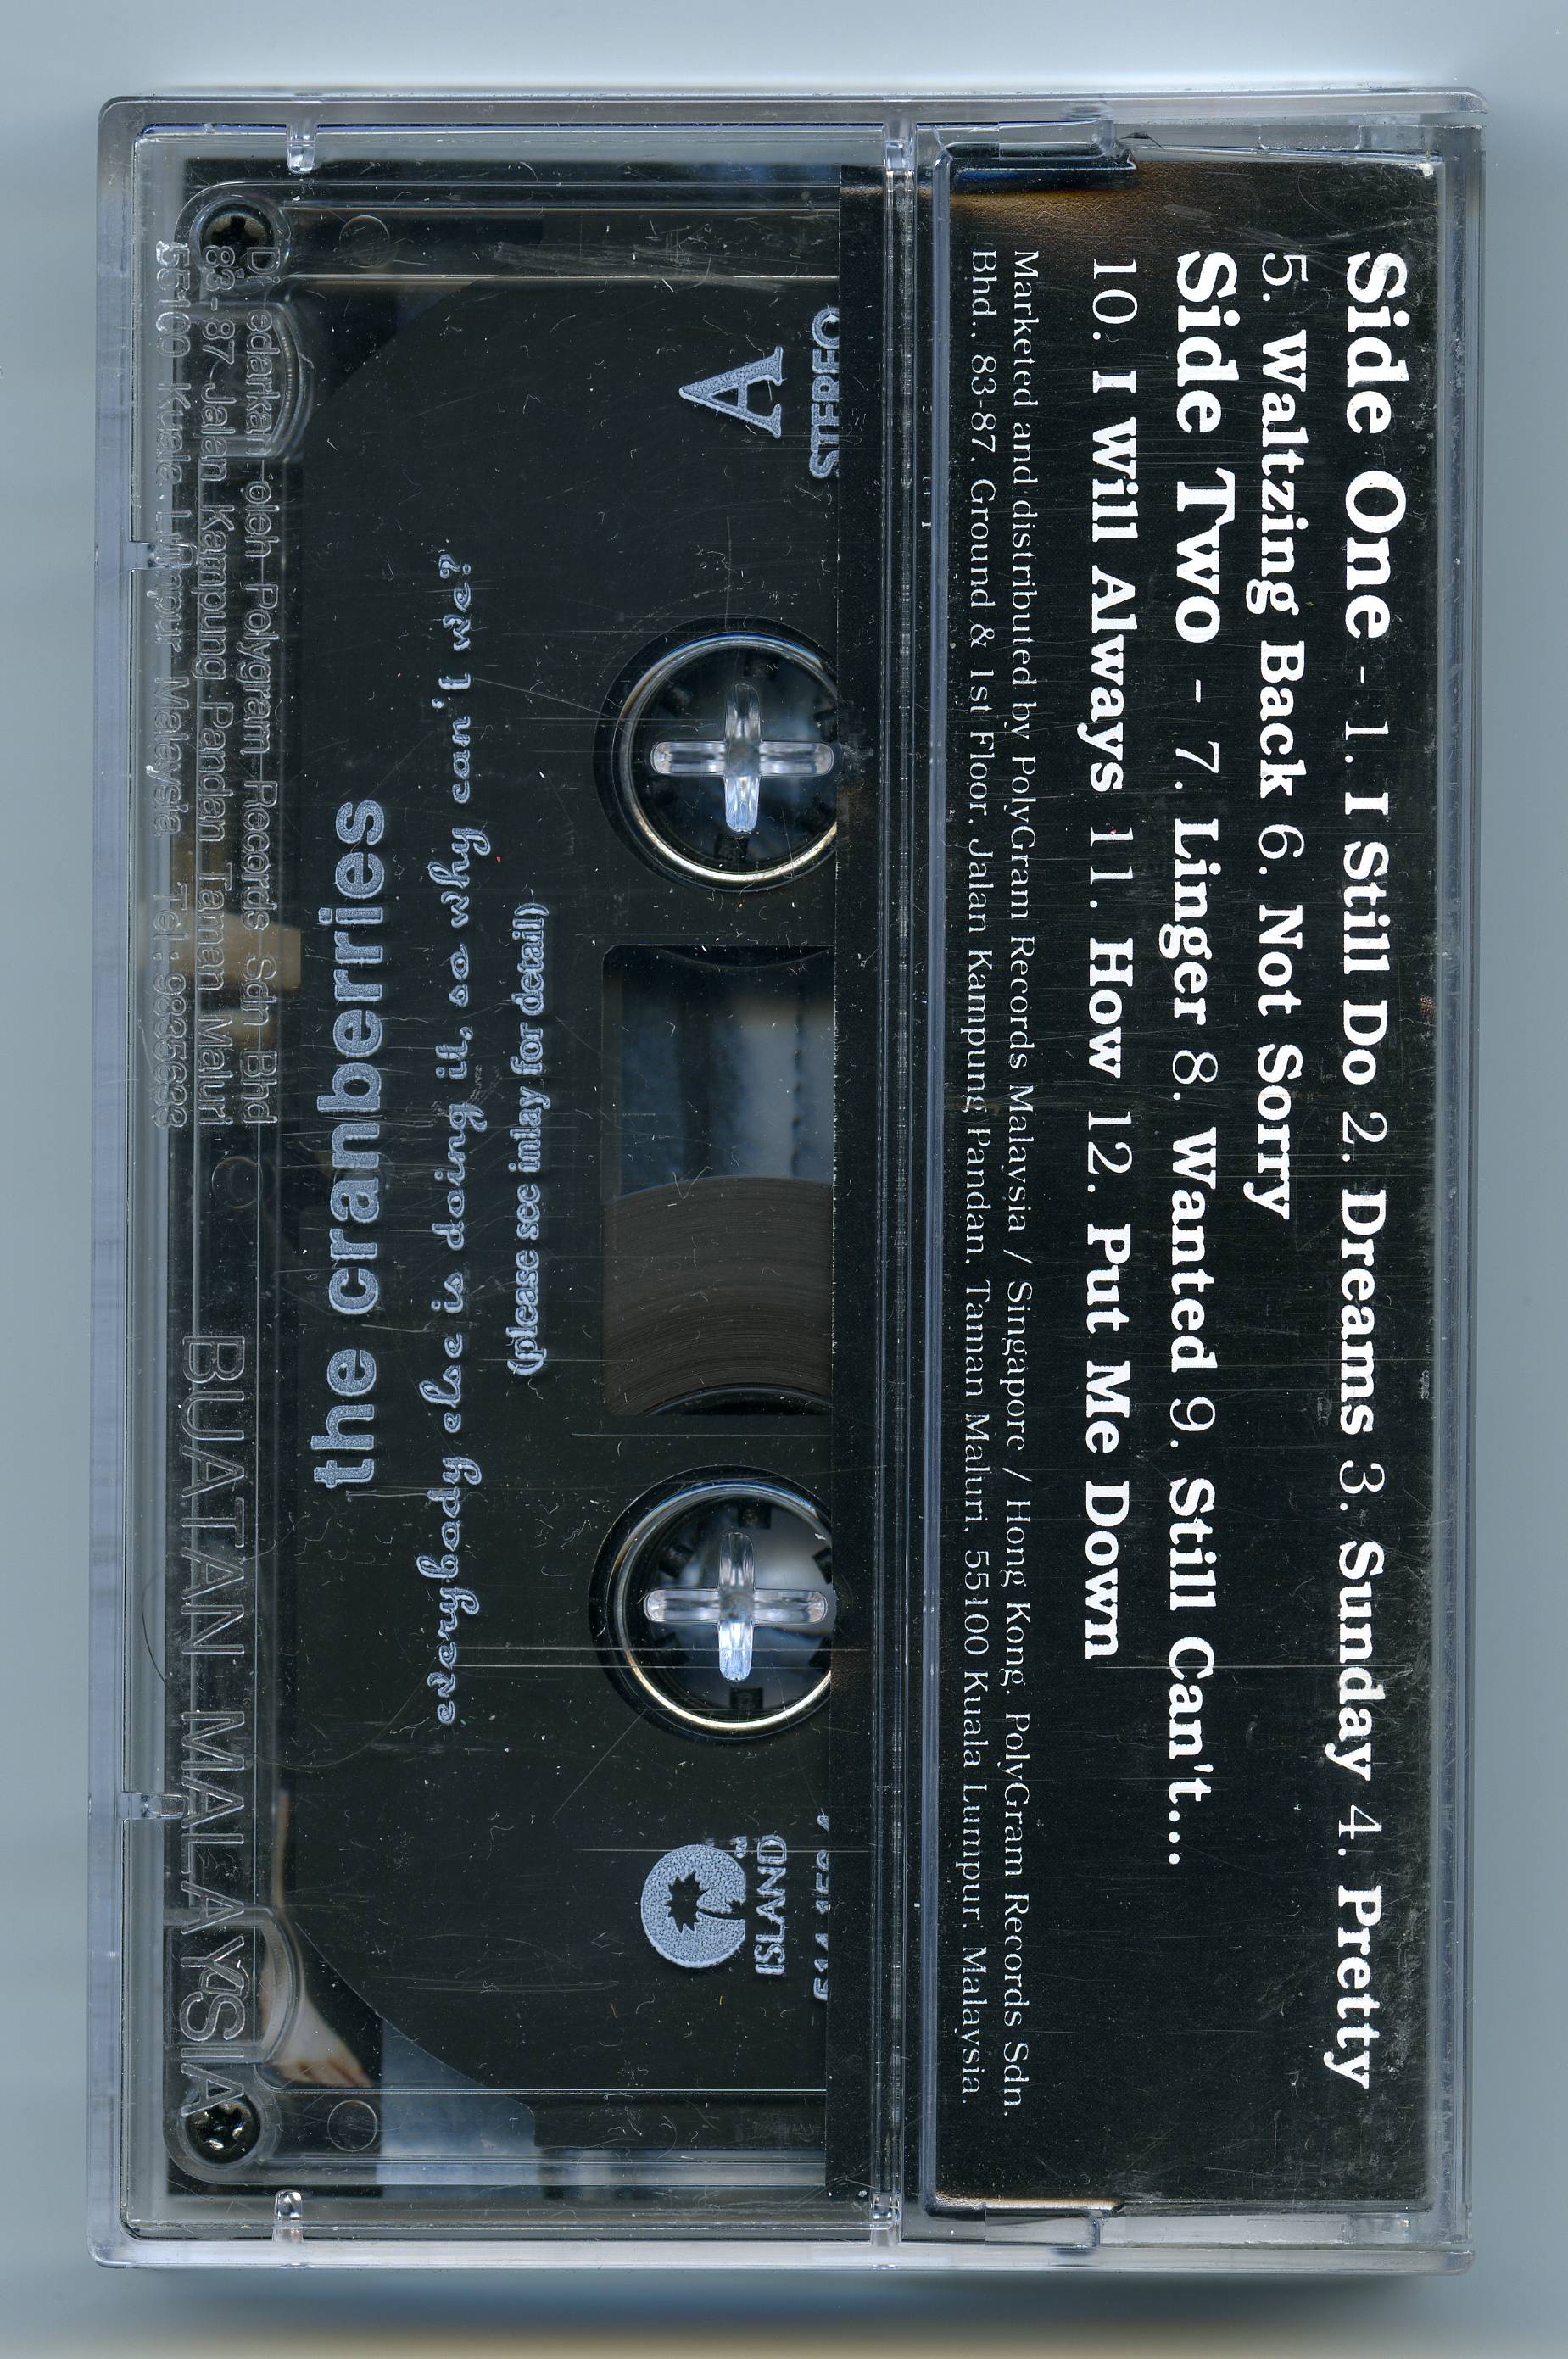 Side One - 1. I Still Do 2. Dreams 3. Sunday 4. Pretty
5. Waltzing Back 6. Not Sorry
Side Two - 7. Linger 8. Wanted 9. Still Can't...
10. I Will Always 11. How 12. Put Me Down
Marketed and distributed by PolyGram Records Malaysia / Singapore / Hong Kong. PolyGram Records Sdn.
Bhd., 83-87, Ground & 1st Floor, Jalan Kampung Pandan, Taman Maluri, 55100 Kuala Lumpur, Malaysia.
A
STEREO
the cranberries
everybody else is doing it, so why can't we?
(please see inlay for detail)
ISLAND
Di edarkan oleh Polygram Records Sdn Bhd
83-87 Jalan Kampung Pandan Taman Maluri
55100 Kuala Lumpur Malaysia Tel:
BUATAN MALAYSIA